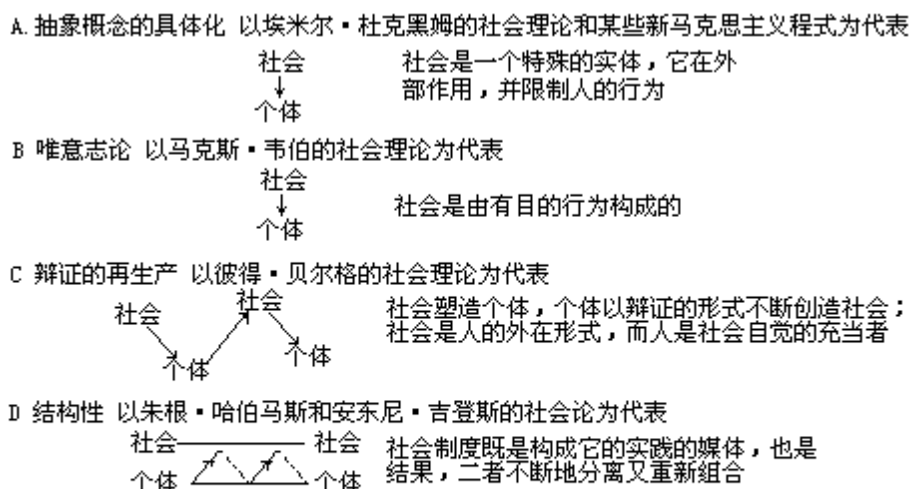 A.抽象概念的具体化 以埃米尔·杜克黑姆的社会理论和某些新马克思主义程式为代表
社会 社会是一个特殊的实体，它在外
部作用，并限制人的行为
个体
B 唯意志论 以马克斯·韦伯的社会理论为代表
社会
社会是由有目的行为构成的
个体
C 辩证的再生产 以彼得·贝尔格的社会理论为代表
社会 社会 社会塑造个体，个体以辩证的形式不断创造社会；
社会是人的外在形式，而人是社会自觉的充当者
个体 个体
D 结构性 以朱根·哈伯马斯和安东尼·吉登斯的社会论为代表
社会 社会 社会制度既是构成它的实践的媒体，也是
个体 个体 结果，二者不断地分离又重新组合